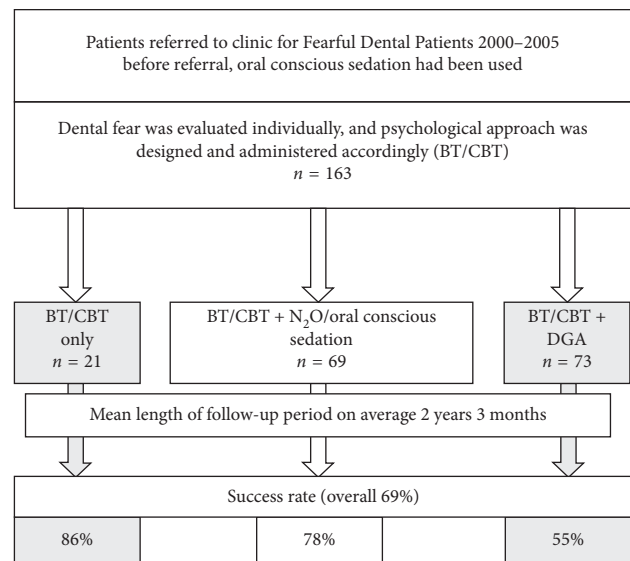 Patients referred to clinic for Fearful Dental Patients 2000–2005
before referral, oral conscious sedation had been used
Dental fear was evaluated individually, and psychological approach was
designed and administered accordingly (BT/CBT)
n = 163
BT/CBT
only
n = 21
BT/CBT + N₂O/oral conscious
sedation
n = 69
BT/CBT +
DGA
n = 73
Mean length of follow-up period on average 2 years 3 months
Success rate (overall 69%)
86%
78%
55%